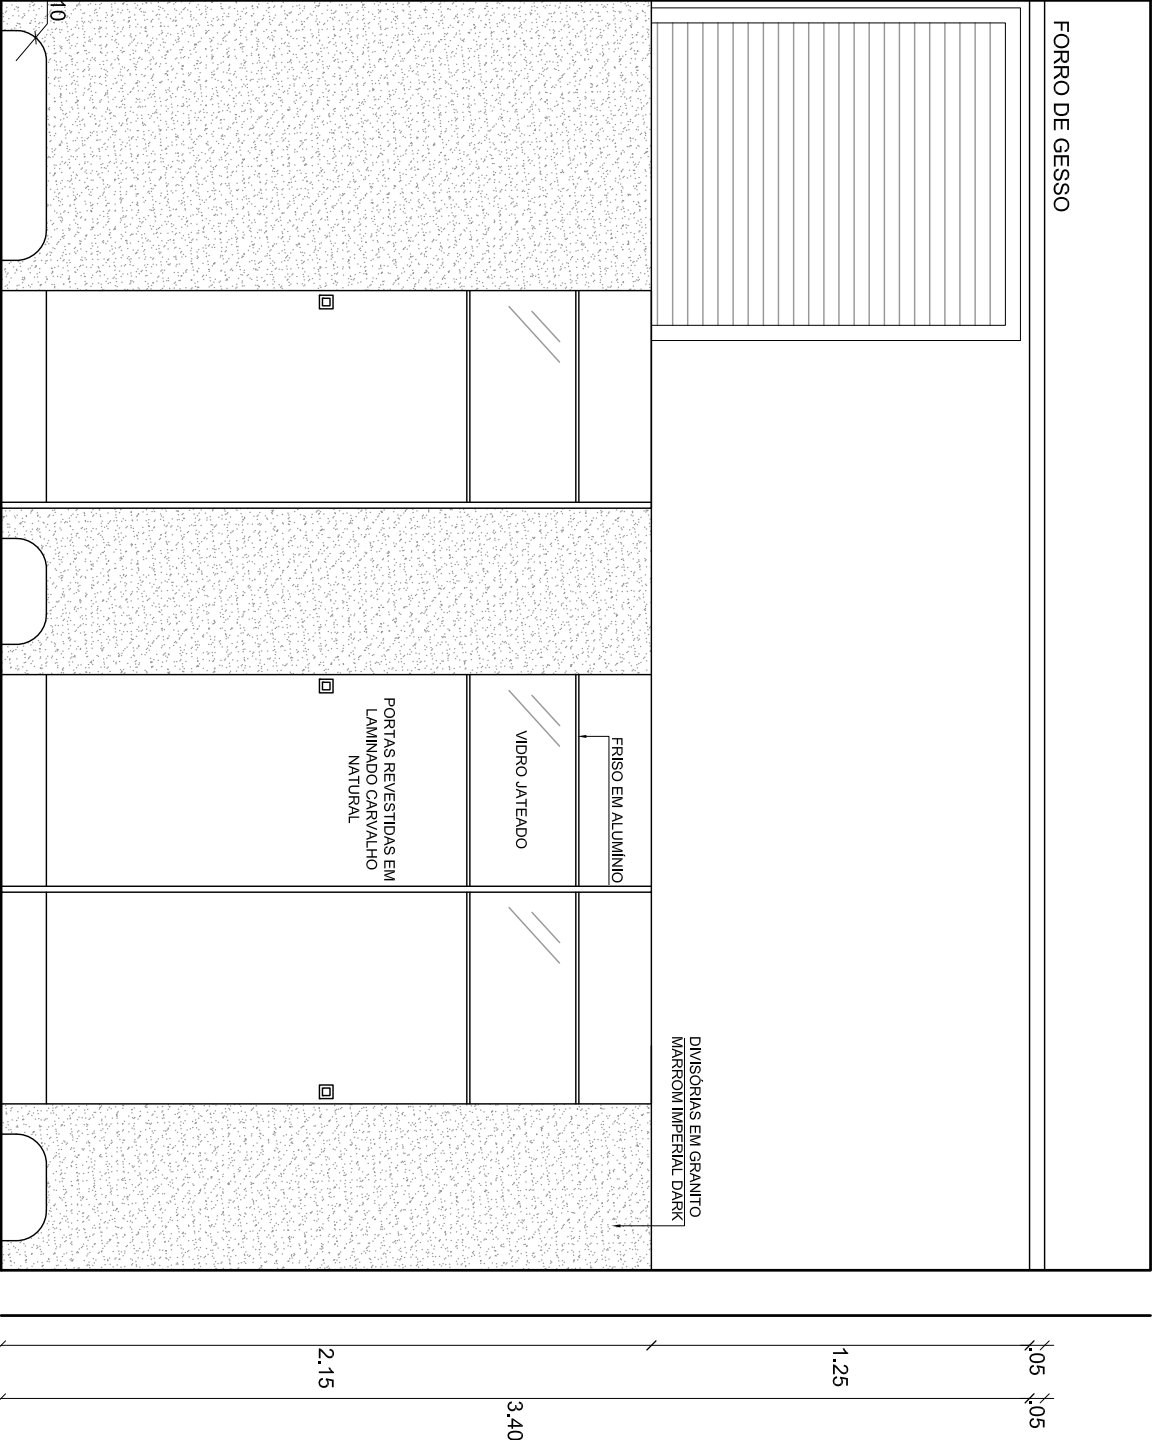 FORRO DE GESSO
10
DIVISÓRIAS EM GRANITO
MARROM IMPERIAL DARK
FRISO EM ALUMÍNIO
VIDRO JATEADO
PORTAS REVESTIDAS EM
LAMINADO CARVALHO
NATURAL
.05
.05
1.25
2.15
3.40